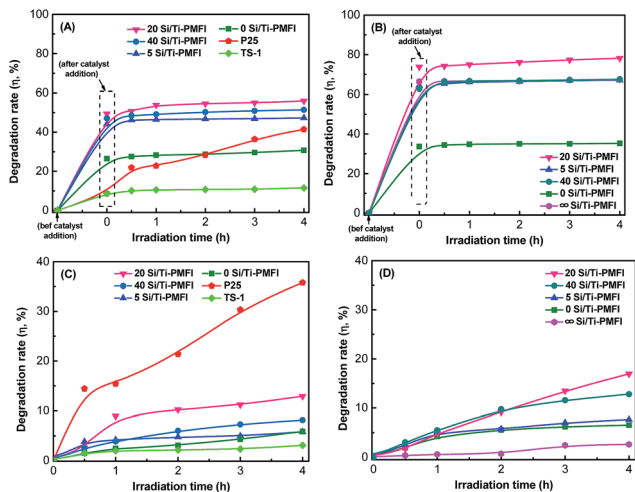 (A)
20 Si/Ti-PMFI 0 Si/Ti-PMFI
40 Si/Ti-PMFI P25
5 Si/Ti-PMFI TS-1
(after catalyst
addition)
(bef catalyst
addition)
Degradation rate (η, %)
100
80
60
40
20
0
0 1 2 3 4
Irradiation time (h)
(B)
(after catalyst
addition)
20 Si/Ti-PMFI
5 Si/Ti-PMFI
40 Si/Ti-PMFI
0 Si/Ti-PMFI
∞ Si/Ti-PMFI
(bef catalyst
addition)
Degradation rate (η, %)
100
80
60
40
20
0
0 1 2 3 4
Irradiation time (h)
(C)
20 Si/Ti-PMFI 0 Si/Ti-PMFI
40 Si/Ti-PMFI P25
5 Si/Ti-PMFI TS-1
Degradation rate (η, %)
40
30
20
10
0
0 1 2 3 4
Irradiation time (h)
(D)
20 Si/Ti-PMFI
40 Si/Ti-PMFI
5 Si/Ti-PMFI
0 Si/Ti-PMFI
∞ Si/Ti-PMFI
Degradation rate (η, %)
40
30
20
10
0
0 1 2 3 4
Irradiation time (h)